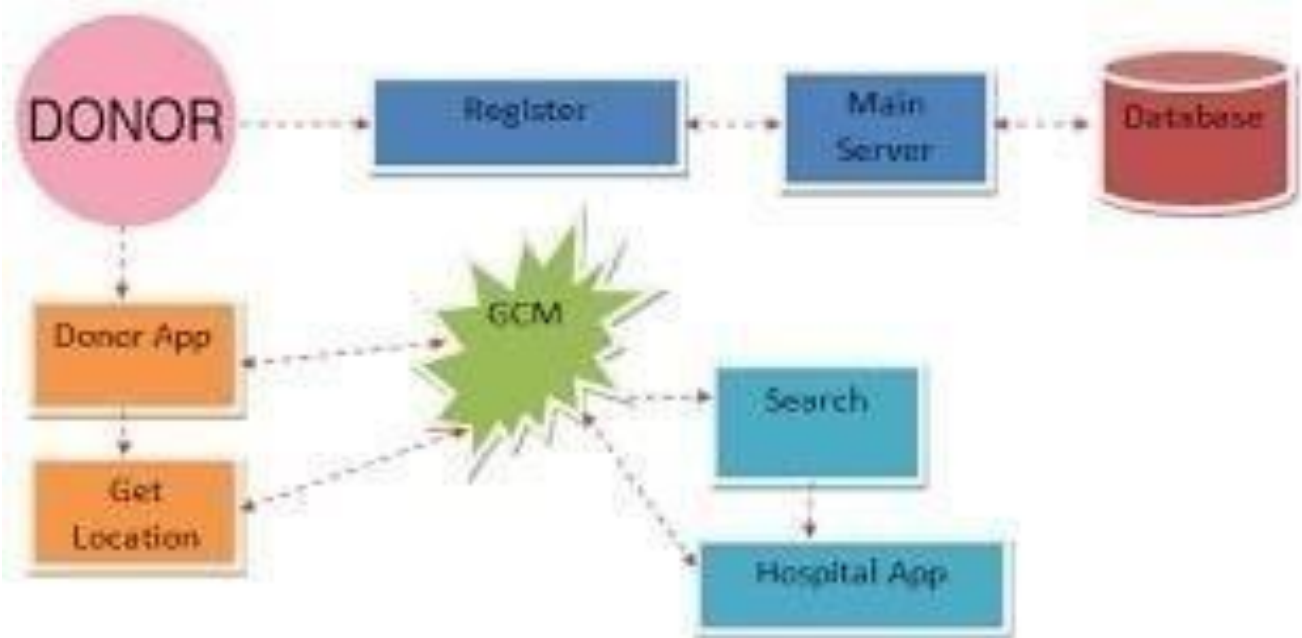 DONOR
Register
Main
Server
Database
GCM
Donor App
Search
Get
Location
Hospital App